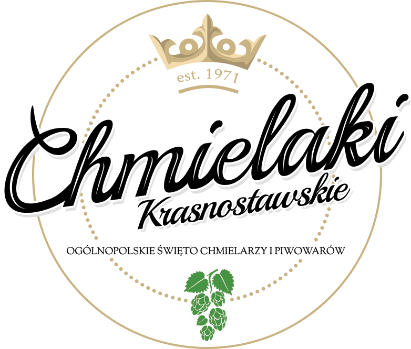 est. 1971
Chmielaki
Krasnostawskie
OGÓLNOPOLSKIE ŚWIĘTO CHMIELARZY I PIWOWARÓW